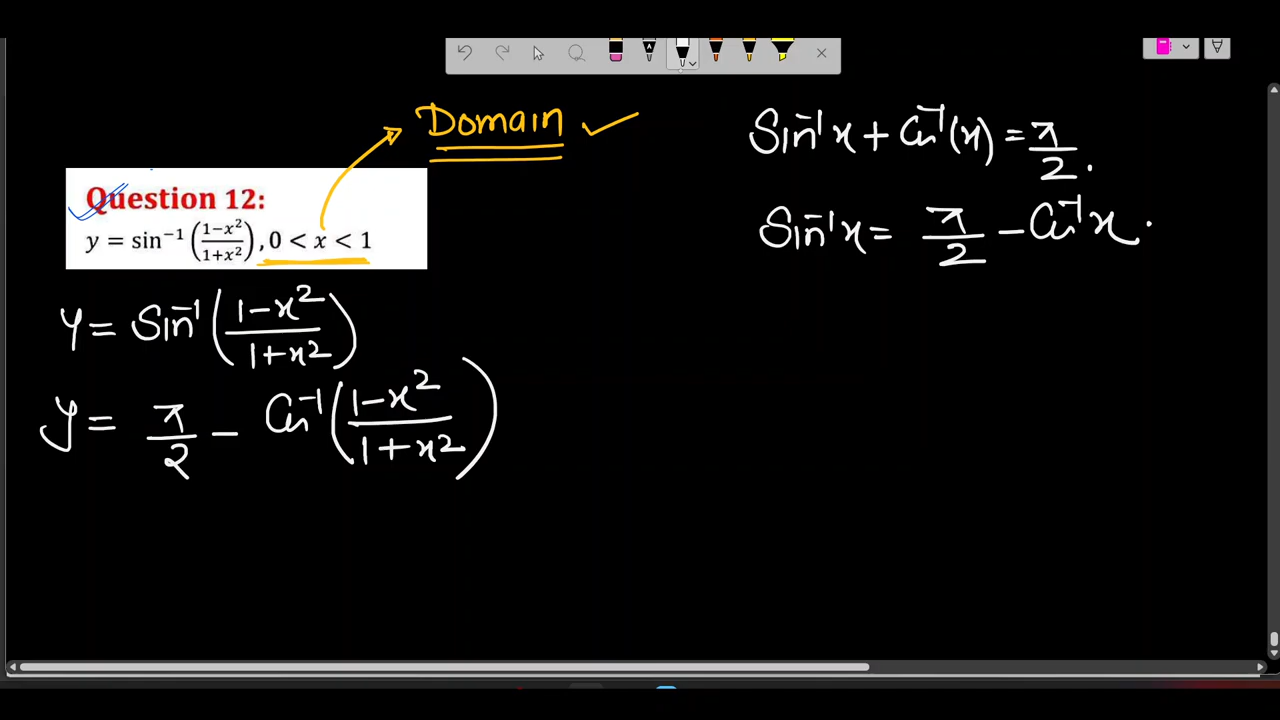 Domain ✓
Question 12:
y = sin⁻¹((1−x²)/(1+x²)), 0 < x < 1
y = Sin⁻¹((1−x²)/(1+x²))
y = π/2 − Cos⁻¹((1−x²)/(1+x²))
Sin⁻¹x + Cos⁻¹(x) = π/2.
Sin⁻¹x = π/2 − Cos⁻¹x.